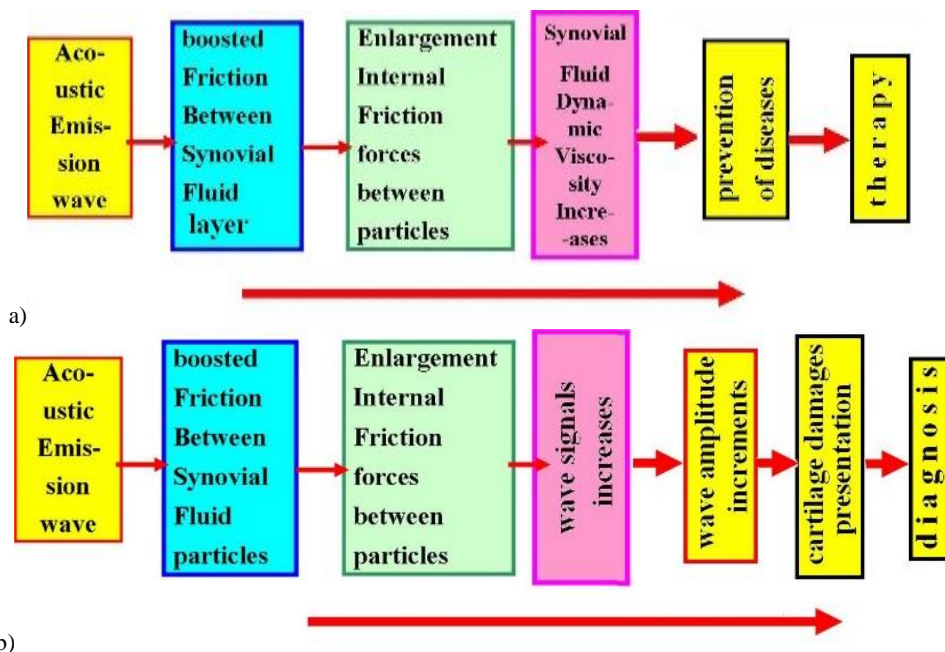 Aco-
ustic
Emis-
sion
wave
boosted
Friction
Between
Synovial
Fluid
layer
Enlargement
Internal
Friction
forces
between
particles
Synovial
Fluid
Dyna-
mic
Visco-
sity
Incre-
-ases
prevention
of diseases
therapy
a)
Aco-
ustic
Emis-
sion
wave
boosted
Friction
Between
Synovial
Fluid
particles
Enlargement
Internal
Friction
forces
between
particles
wave signals
increases
wave amplitude
increments
cartilage damages
presentation
diagnosis
b)